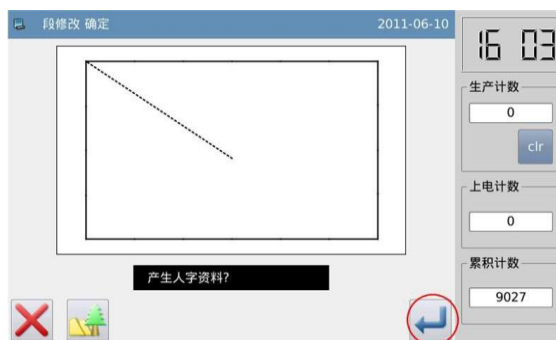 段修改 确定
2011-06-10
16 03
生产计数
0
clr
上电计数
0
累积计数
9027
产生人字资料?